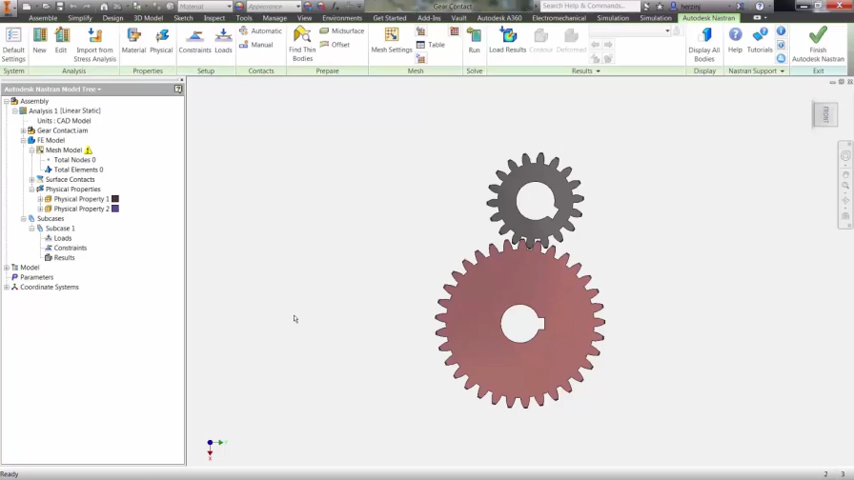 Material
Appearance
Gear Contact
Search Help & Commands...
Assemble Simplify Design 3D Model Sketch Inspect Tools Manage View Environments Get Started Add-Ins Vault Autodesk A360 Electromechanical Simulation Simulation Autodesk Nastran
Default Settings
New
Edit
Import from Stress Analysis
Material
Physical
Constraints
Loads
Automatic
Manual
Find Thin Bodies
Midsurface
Offset
Mesh Settings
Table
Run
Load Results
Contour
Display All Bodies
Help
Tutorials
Finish Autodesk Nastran
System Analysis Properties Setup Contacts Prepare Mesh Solve Results Display Nastran Support Exit
Autodesk Nastran Model Tree
Assembly
Analysis 1 [Linear Static]
Units : CAD Model
Gear Contact.iam
FE Model
Mesh Model
Total Nodes 0
Total Elements 0
Surface Contacts
Physical Properties
Physical Property 1
Physical Property 2
Subcases
Subcase 1
Loads
Constraints
Results
Model
Parameters
Coordinate Systems
FRONT
Ready
2 3